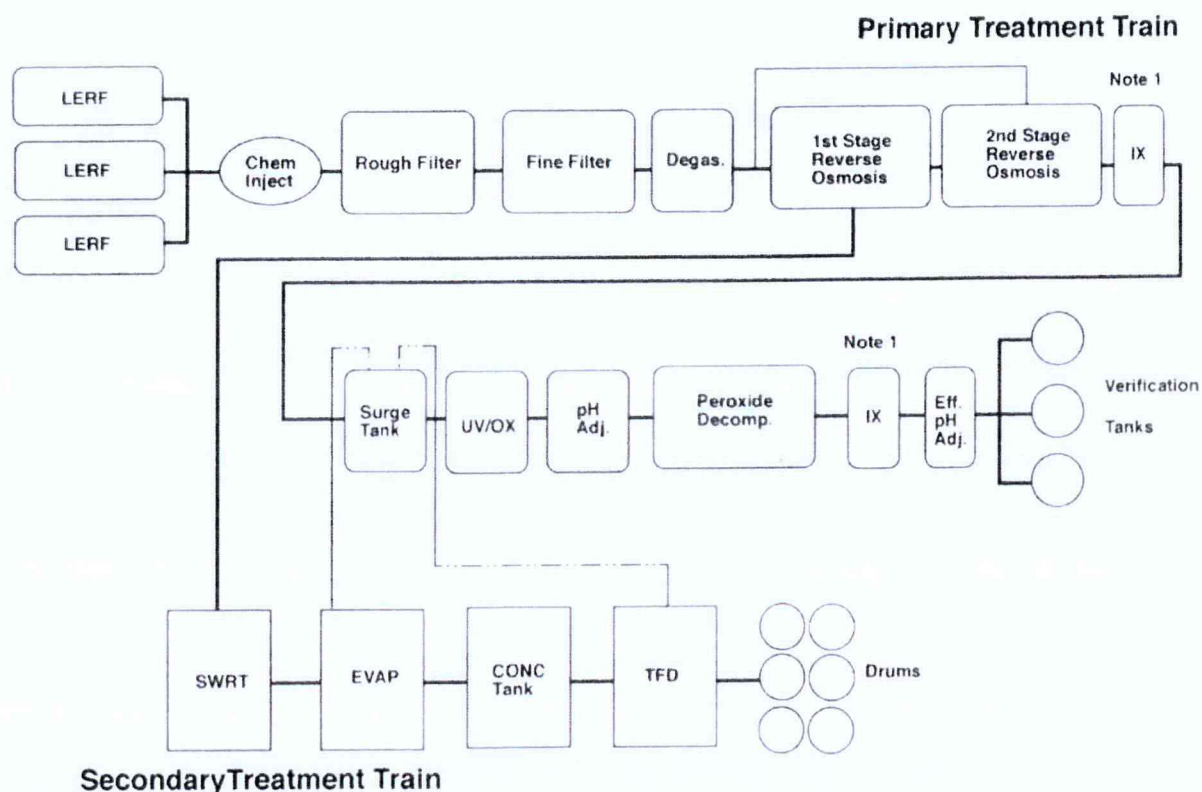 Primary Treatment Train
LERF
LERF
LERF
Chem
Inject
Rough Filter
Fine Filter
Degas.
1st Stage
Reverse
Osmosis
2nd Stage
Reverse
Osmosis
Note 1
IX
Surge
Tank
UV/OX
pH
Adj.
Peroxide
Decomp.
Note 1
IX
Eff.
pH
Adj.
Verification
Tanks
SWRT
EVAP
CONC
Tank
TFD
Drums
SecondaryTreatment Train